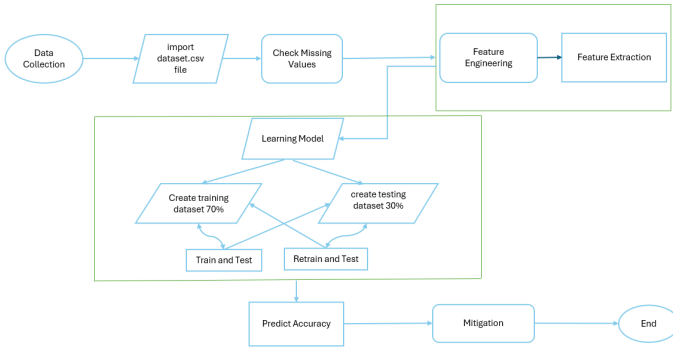 Data
Collection
import
dataset.csv
file
Check Missing
Values
Feature
Engineering
Feature Extraction
Learning Model
Create training
dataset 70%
create testing
dataset 30%
Train and Test
Retrain and Test
Predict Accuracy
Mitigation
End